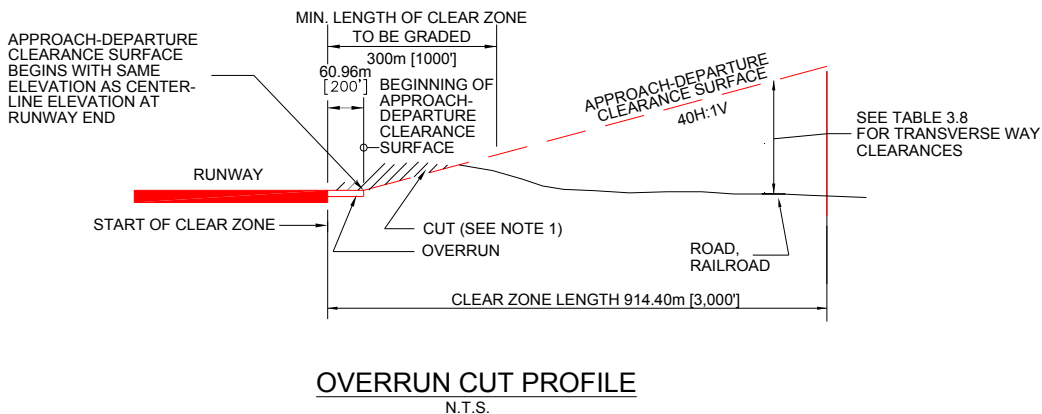 MIN. LENGTH OF CLEAR ZONE
TO BE GRADED
300m [1000']
APPROACH-DEPARTURE
CLEARANCE SURFACE
BEGINS WITH SAME
ELEVATION AS CENTER-
LINE ELEVATION AT
RUNWAY END
60.96m
[200']
BEGINNING OF
APPROACH-
DEPARTURE
CLEARANCE
SURFACE
APPROACH-DEPARTURE
CLEARANCE SURFACE
40H:1V
SEE TABLE 3.8
FOR TRANSVERSE WAY
CLEARANCES
RUNWAY
START OF CLEAR ZONE
CUT (SEE NOTE 1)
OVERRUN
ROAD,
RAILROAD
CLEAR ZONE LENGTH 914.40m [3,000']
OVERRUN CUT PROFILE
N.T.S.